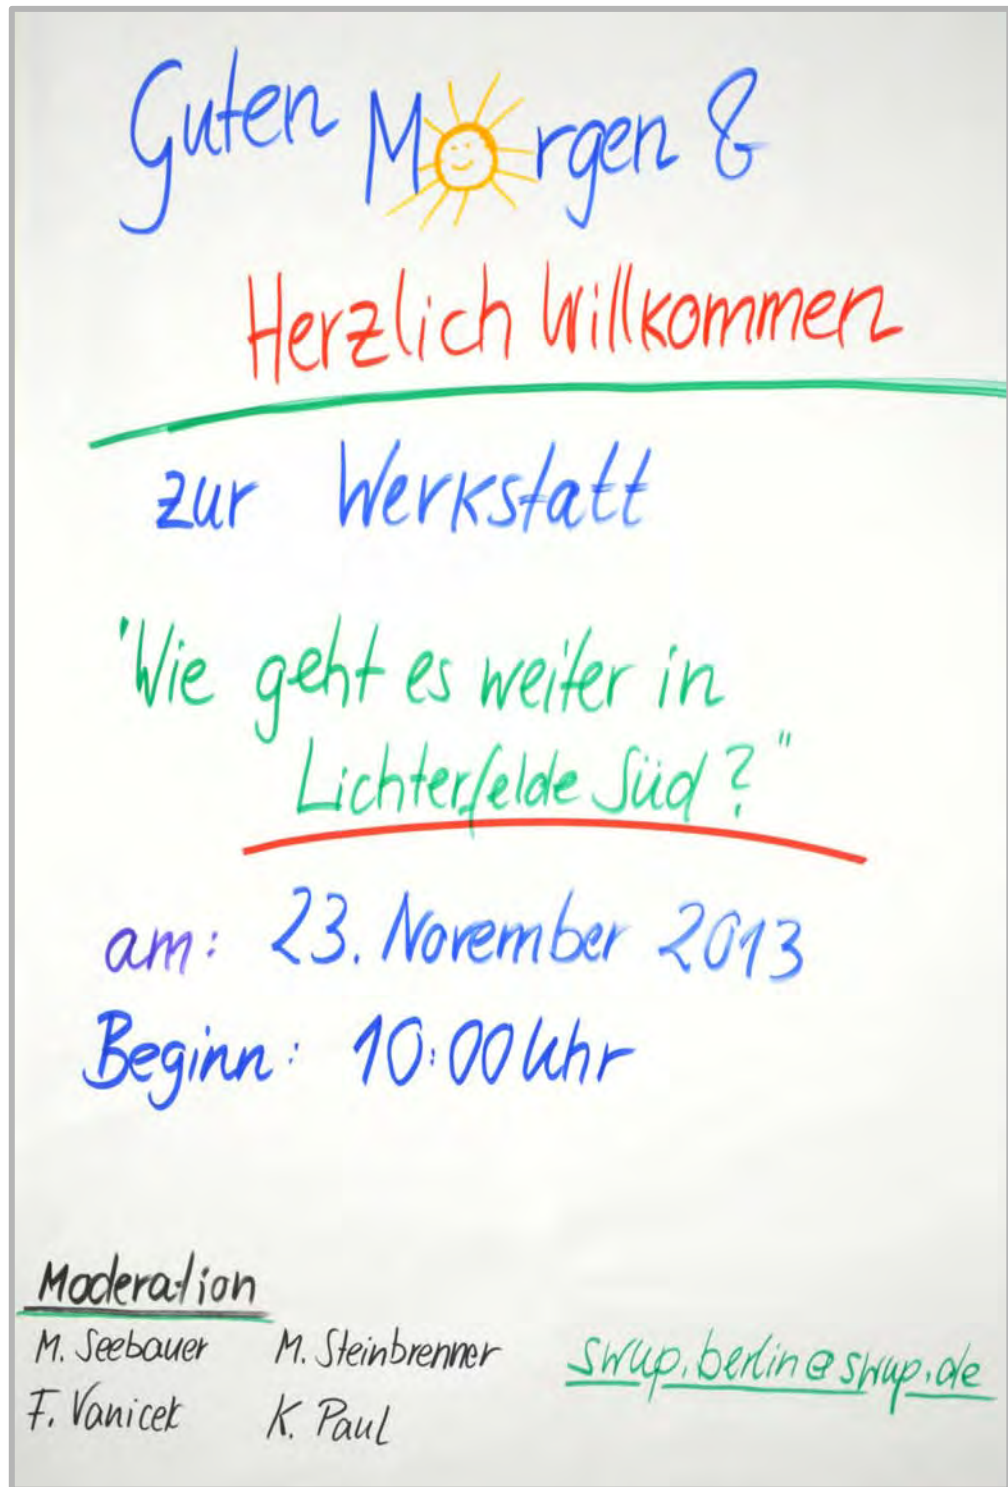 Guten Morgen &
Herzlich Willkommen
zur Werkstatt
"Wie geht es weiter in
Lichterfelde Süd?"
am: 23. November 2013
Beginn: 10:00 Uhr
Moderation
M. Seebauer M. Steinbrenner
F. Vanicek K. Paul
swup.berlin@swup.de